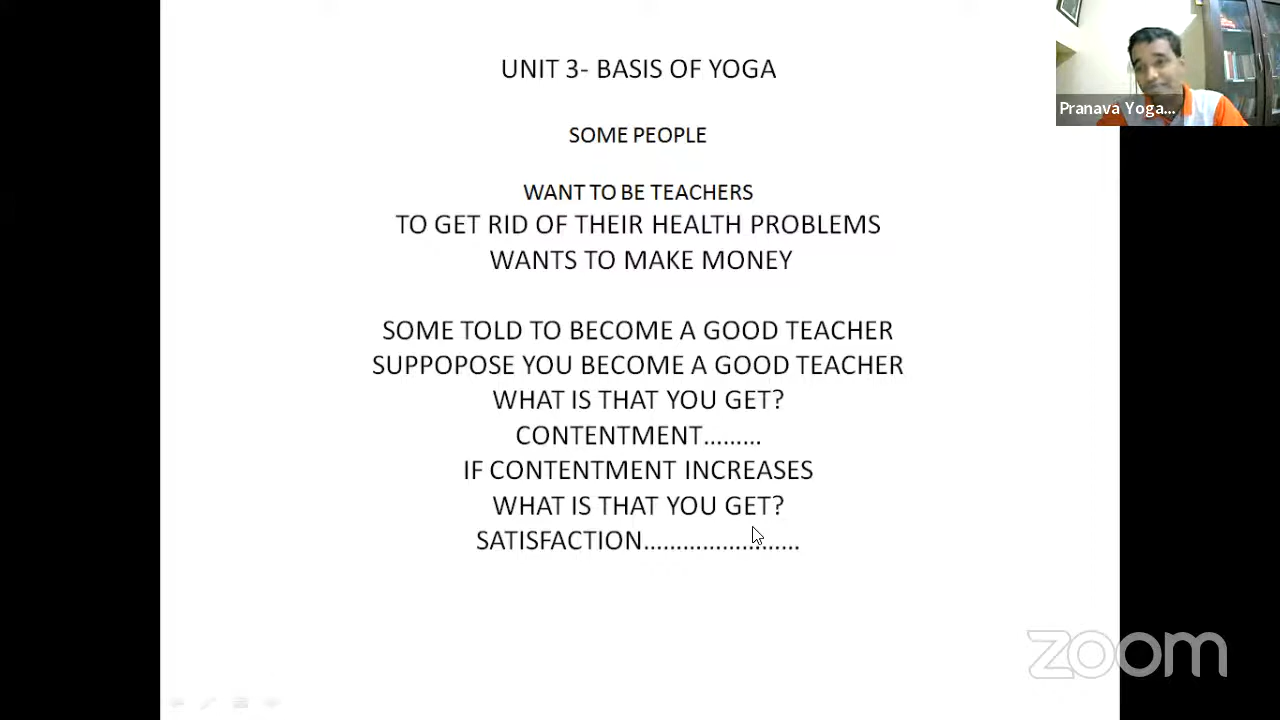 UNIT 3- BASIS OF YOGA
SOME PEOPLE
WANT TO BE TEACHERS
TO GET RID OF THEIR HEALTH PROBLEMS
WANTS TO MAKE MONEY
SOME TOLD TO BECOME A GOOD TEACHER
SUPPOPOSE YOU BECOME A GOOD TEACHER
WHAT IS THAT YOU GET?
CONTENTMENT.........
IF CONTENTMENT INCREASES
WHAT IS THAT YOU GET?
SATISFACTION........................
Pranava Yoga...
zoom